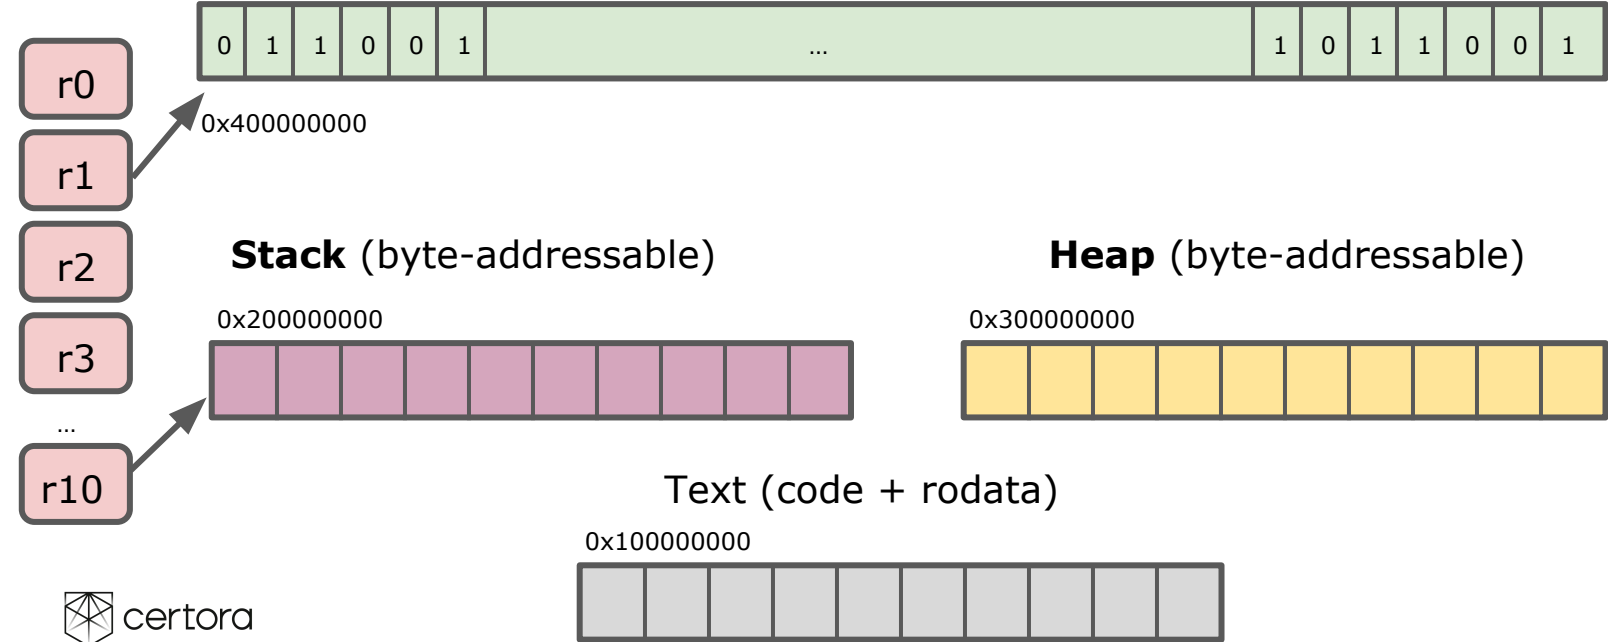 0 1 1 0 0 1 … 1 0 1 1 0 0 1
r0
0x400000000
r1
Stack (byte-addressable)
Heap (byte-addressable)
r2
0x200000000
0x300000000
r3
…
r10
Text (code + rodata)
0x100000000
certora